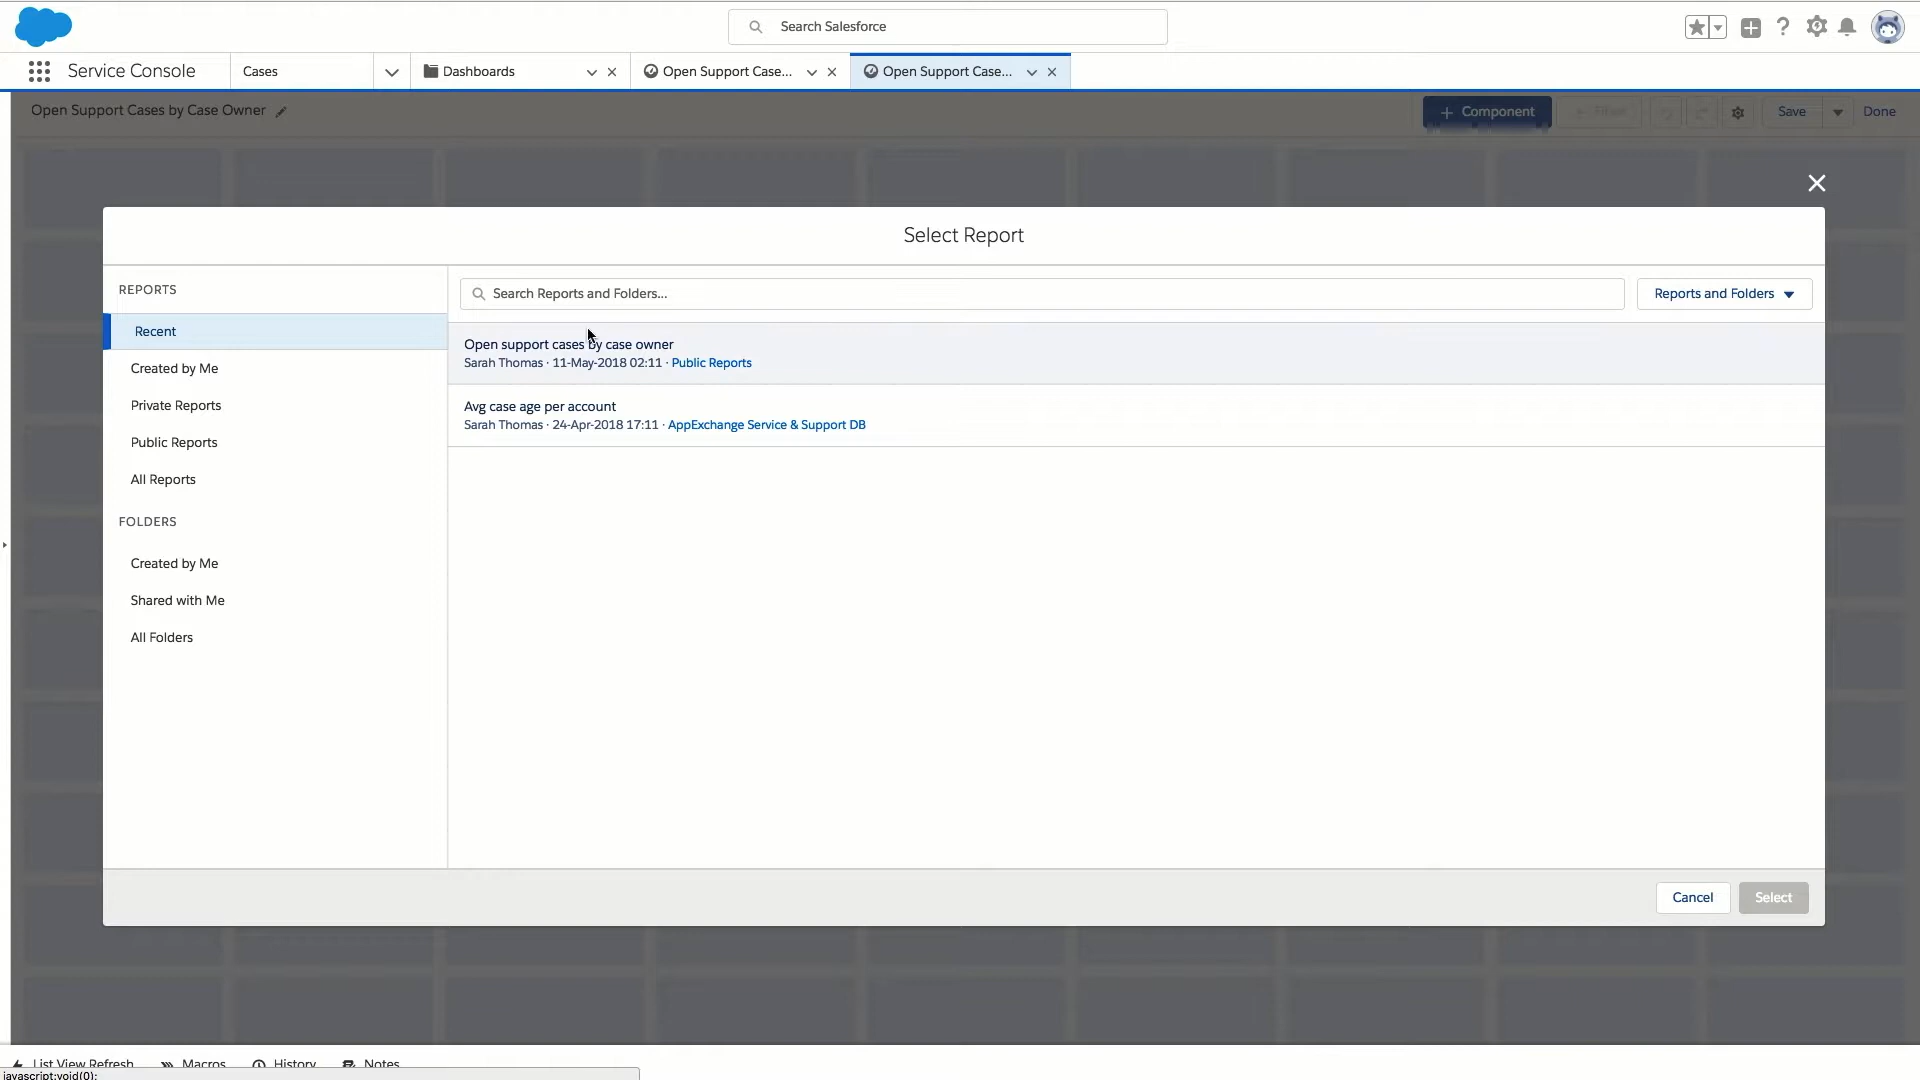 Search Salesforce
Service Console
Cases
Dashboards
Open Support Case...
Open Support Case...
Open Support Cases by Case Owner
+ Component
Save
Done
Select Report
REPORTS
Recent
Created by Me
Private Reports
Public Reports
All Reports
FOLDERS
Created by Me
Shared with Me
All Folders
Search Reports and Folders...
Reports and Folders
Open support cases by case owner
Sarah Thomas · 11-May-2018 02:11 · Public Reports
Avg case age per account
Sarah Thomas · 24-Apr-2018 17:11 · AppExchange Service & Support DB
Cancel
Select
List View Refresh
Macros
History
Notes
javascript:void(0);